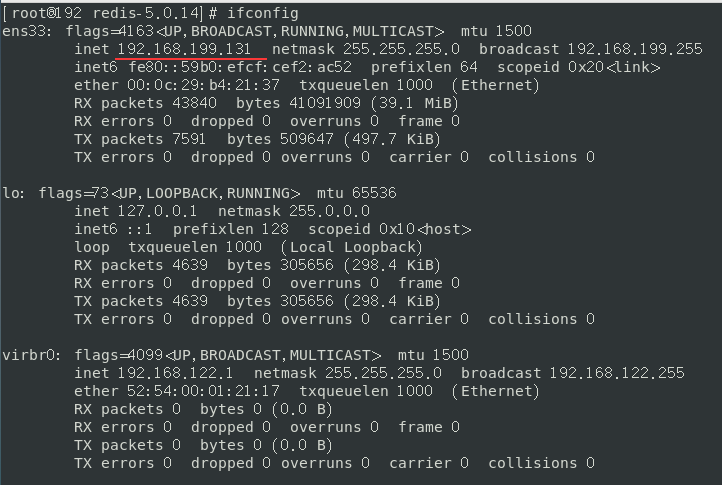 [root@192 redis-5.0.14]# ifconfig
ens33: flags=4163<UP,BROADCAST,RUNNING,MULTICAST>  mtu 1500
        inet 192.168.199.131  netmask 255.255.255.0  broadcast 192.168.199.255
        inet6 fe80::59b0:efcf:cef2:ac52  prefixlen 64  scopeid 0x20<link>
        ether 00:0c:29:b4:21:37  txqueuelen 1000  (Ethernet)
        RX packets 43840  bytes 41091909 (39.1 MiB)
        RX errors 0  dropped 0  overruns 0  frame 0
        TX packets 7591  bytes 509647 (497.7 KiB)
        TX errors 0  dropped 0 overruns 0  carrier 0  collisions 0

lo: flags=73<UP,LOOPBACK,RUNNING>  mtu 65536
        inet 127.0.0.1  netmask 255.0.0.0
        inet6 ::1  prefixlen 128  scopeid 0x10<host>
        loop  txqueuelen 1000  (Local Loopback)
        RX packets 4639  bytes 305656 (298.4 KiB)
        RX errors 0  dropped 0  overruns 0  frame 0
        TX packets 4639  bytes 305656 (298.4 KiB)
        TX errors 0  dropped 0 overruns 0  carrier 0  collisions 0

virbr0: flags=4099<UP,BROADCAST,MULTICAST>  mtu 1500
        inet 192.168.122.1  netmask 255.255.255.0  broadcast 192.168.122.255
        ether 52:54:00:01:21:17  txqueuelen 1000  (Ethernet)
        RX packets 0  bytes 0 (0.0 B)
        RX errors 0  dropped 0  overruns 0  frame 0
        TX packets 0  bytes 0 (0.0 B)
        TX errors 0  dropped 0 overruns 0  carrier 0  collisions 0